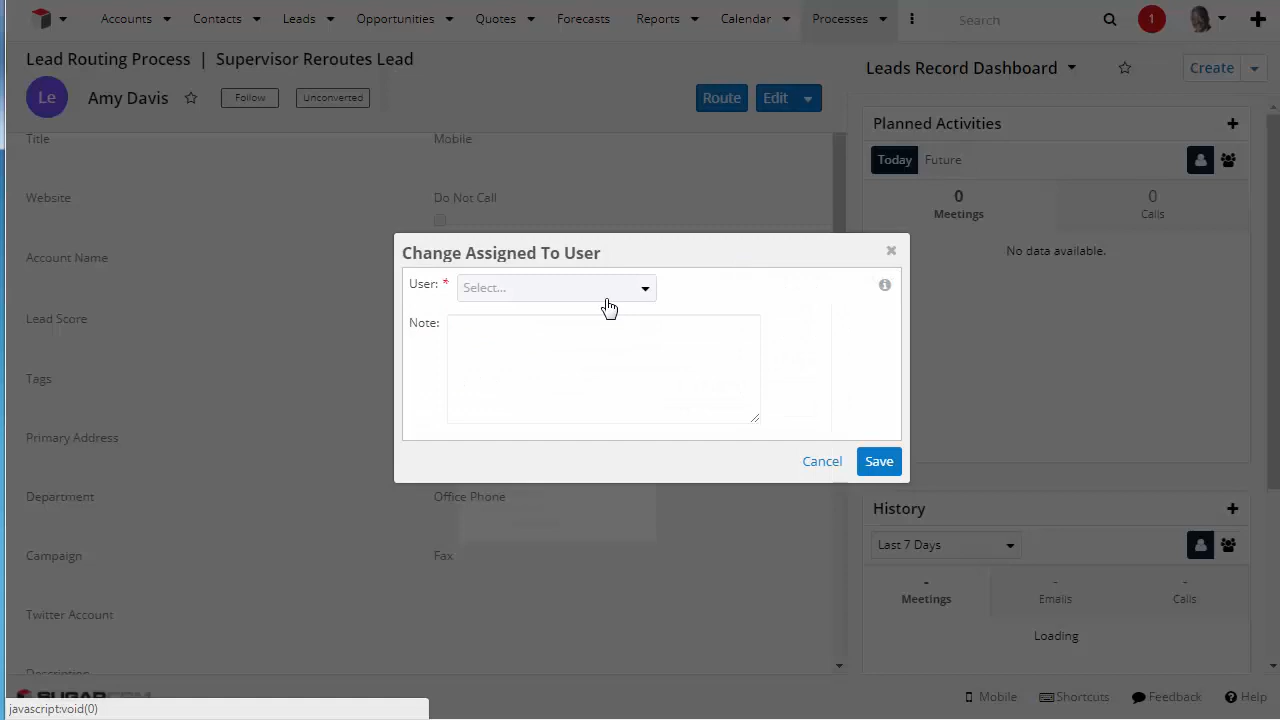 Accounts Contacts Leads Opportunities Quotes Forecasts Reports Calendar Processes Search 1
Lead Routing Process | Supervisor Reroutes Lead
Le Amy Davis Follow Unconverted Route Edit
Leads Record Dashboard Create
Title Mobile
Website Do Not Call
Account Name
Lead Score
Tags
Primary Address
Department Office Phone
Campaign Fax
Twitter Account
Description
Change Assigned To User
User: * Select...
Note:
Cancel Save
Planned Activities
Today Future
0 0
Meetings Calls
No data available.
History
Last 7 Days
- - -
Meetings Emails Calls
Loading
SUGARCRM
Mobile Shortcuts Feedback Help
javascript:void(0)